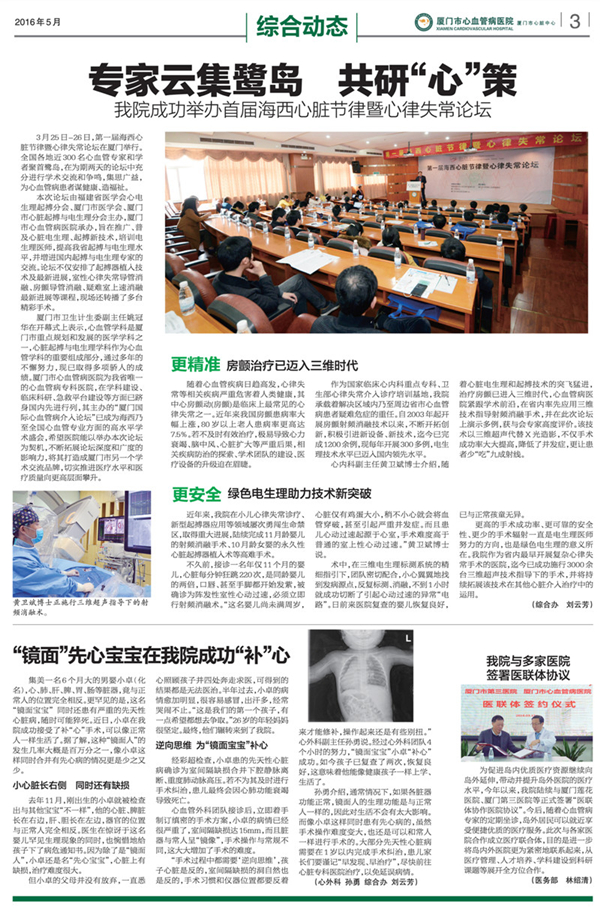 2016年5月
综合动态
厦门市心血管病医院
厦门市心脏中心
XIAMEN CARDIOVASCULAR HOSPITAL
3
专家云集鹭岛 共研“心”策
我院成功举办首届海西心脏节律暨心律失常论坛
3月25日-26日,第一届海西心
脏节律暨心律失常论坛在厦门举行。
全国各地近300名心血管专家和学
者聚首鹭岛,在为期两天的论坛中充
分进行学术交流和争鸣,集思广益,
为心血管病患者谋健康、造福祉。
本次论坛由福建省医学会心电
生理起搏分会、厦门市医学会、厦门
市心脏起搏与电生理分会主办,厦门
市心血管病医院承办,旨在推广、普
及心脏电生理、起搏新技术,培训电
生理医师,提高我省起搏与电生理水
平,并增进国内起搏与电生理专家的
交流。论坛不仅安排了起搏器植入技
术及最新进展、室性心律失常导管消
融、房颤导管消融、疑难室上速消融
最新进展等课程,现场还转播了多台
精彩手术。
厦门市卫生计生委副主任姚冠
华在开幕式上表示,心血管学科是厦
门市重点规划和发展的医学学科之
一,心脏起搏与电生理学科作为心血
管学科的重要组成部分,通过多年的
不懈努力,现已取得多项骄人的成
绩。厦门市心血管病医院为我省唯一
的心血管病专科医院,在学科建设、
临床科研、急救平台建设等方面已跻
身国内先进行列,其主办的“厦门国
际心血管病介入论坛”已成为海西乃
至全国心血管专业方面的高水平学
术盛会,希望医院能以举办本次论坛
为契机,不断拓展论坛深度和广度的
影响力,将其打造成厦门市另一个学
术交流品牌,切实推进医疗水平和医
疗质量向更高层面攀升。
第一届海西心脏节律暨心律失常论坛
第一届海西心脏节律暨心律失常论坛
更精准 房颤治疗已迈入三维时代
随着心血管疾病日趋高发,心律失
常等相关疾病严重危害着人类健康,其
中心房颤动(房颤)是临床上最常见的心
律失常之一。近年来我国房颤患病率大
幅上涨,80岁以上老人患病率更高达
7.5%。若不及时有效治疗,极易导致心力
衰竭、脑中风、心脏扩大等严重后果,相
关疾病防治的探索、学术团队的建设、医
疗设备的升级迫在眉睫。
作为国家临床心内科重点专科、卫
生部心律失常介入诊疗培训基地,我院
承载着解决区域内乃至周边省市心血管
病患者疑难危症的重任。自2003年起开
展房颤射频消融技术以来,不断开拓创
新,积极引进新设备、新技术,迄今已完
成1200余例,现每年开展300多例,电生
理技术水平已迈入国内领先水平。
心内科副主任黄卫斌博士介绍,随
着心脏电生理和起搏技术的突飞猛进,
治疗房颤已进入三维时代,心血管病医
院紧跟学术前沿,在省内率先应用三维
技术指导射频消融手术,并在此次论坛
上演示多例,获与会专家高度评价。该技
术以三维超声代替X光造影,不仅手术
成功率大大提高,降低了并发症,更让患
者少“吃”九成射线。
更安全 绿色电生理助力技术新突破
近年来,我院在小儿心律失常诊疗、
新型起搏器应用等领域屡次勇闯生命禁
区,取得重大进展,陆续完成11月龄婴儿
的射频消融手术、10月龄女婴的永久性
心脏起搏器植入术等高难手术。
不久前,接诊一名年仅11个月的婴
儿,心脏每分钟狂跳220次,是同龄婴儿
的两倍,口唇、甚至手脚都开始发紫,被
确诊为阵发性室性心动过速,必须立即
行射频消融术。“这名婴儿尚未满周岁,
心脏仅有鸡蛋大小,稍不小心就会将血
管穿破,甚至引起严重并发症。而且患
儿心动过速起源于心室,手术难度高于
普通的室上性心动过速。”黄卫斌博士
说。
术中,在三维电生理标测系统的精
细指引下,团队密切配合,小心翼翼地找
到发病源点,反复标测、消融,不到1小时
就成功切断了引起心动过速的异常“电
路”,日前来医院复查的婴儿恢复良好,
已与正常孩童无异。
更高的手术成功率、更可靠的安全
性、更少的手术辐射一直是电生理医师
努力的方向,也是绿色电生理的意义所
在。我院作为省内最早开展复杂心律失
常手术的医院,迄今已成功施行3000余
台三维超声技术指导下的手术,并将持
续拓展该技术在其他心脏介入治疗中的
运用。
(综合办 刘云芳)
黄卫斌博士正施行三维超声指导下的射
频消融术。
“镜面”先心宝宝在我院成功“补”心
集美一名6个月大的男婴小卓(化
名),心、肺、肝、脾、胃、肠等脏器,竟与正
常人的位置完全相反,更罕见的是,这名
“镜面宝宝”同时还患有严重的先天性
心脏病,随时可能猝死。近日,小卓在我
院成功接受了补“心”手术,可以像正常
人一样生活了。据了解,这种“镜面人”的
发生几率大概是百万分之一,像小卓这
样同时合并有先心病的情况更是少之又
少。
小心脏长右侧 同时还有缺损
去年11月,刚出生的小卓就被检查
出与其他宝宝“不一样”。他的心脏、脾脏
长在右边,肝、胆长在左边,器官的位置
与正常人完全相反。医生在惊讶于这名
婴儿罕见生理现象的同时,也惋惜地给
孩子下了病危通知书,因为除了是“镜面
人”,小卓还是名“先心宝宝”,心脏上有
缺损,治疗难度很大。
但小卓的父母并没有放弃,一直悉
心照顾孩子并四处奔走求医,可得到的
结果都是无法医治。半年过去,小卓的病
情愈加明显,很容易感冒,出汗多,经常
哭闹不止。“这是我们的第一个孩子,有
一点希望都想去争取。”26岁的年轻妈妈
很坚定,最终,他们辗转来到了我院。
逆向思维 为“镜面宝宝”补心
经彩超检查,小卓患的先天性心脏
病确诊为室间隔缺损合并下腔静脉离
断、重度肺动脉高压,若不为其及时进行
手术纠治,患儿最终会因心肺功能衰竭
导致死亡。
心血管外科团队接诊后,立即着手
制订缜密的手术方案,小卓的病情已经
很严重了,室间隔缺损达15mm,而且脏
器与常人呈“镜像”,手术操作与常规不
同,这大大增加了手术的难度。
“手术过程中都需要‘逆向思维’,孩
子心脏是反的,室间隔缺损的洞自然也
是反的,手术习惯和仪器位置都要反着
L
来才能修补,操作起来还是有些别扭。”
心外科副主任孙勇说。经过心外科团队4
个小时的努力,“镜面宝宝”小卓“补心”
成功,如今孩子已复查了两次,恢复良
好,这意味着他能像健康孩子一样上学、
生活了。
孙勇介绍,通常情况下,如果各脏器
功能正常,镜面人的生理功能是与正常
人一样的,因此对生活不会有大影响。
而像小卓这样同时患有先心病的,虽然
手术操作难度变大,也还是可以和常人
一样进行手术的。大部分先天性心脏病
需要在1岁以内完成手术纠治,患儿家
长们要谨记“早发现、早治疗”,尽快前往
心脏专科医院治疗,以免延误病情。
(心外科 孙勇 综合办 刘云芳)
我院与多家医院
签署医联体协议
厦门市第三医院 厦门市心血管病医院
医联体签约仪式
为促进岛内优质医疗资源继续向
岛外延伸,带动并提升岛外医院的医疗
水平,今年以来,我院陆续与厦门莲花
医院、厦门第三医院等正式签署“医联
体协作医院协议”。今后,随着心血管病
专家的定期坐诊,岛外居民可以就近享
受便捷优质的医疗服务。此次与各家医
院合作成立医疗联合体,目的是进一步
将岛内外医院更为紧密地联系起来,从
医疗管理、人才培养、学科建设到科研
课题等展开全方位合作。
(医务部 林绍清)